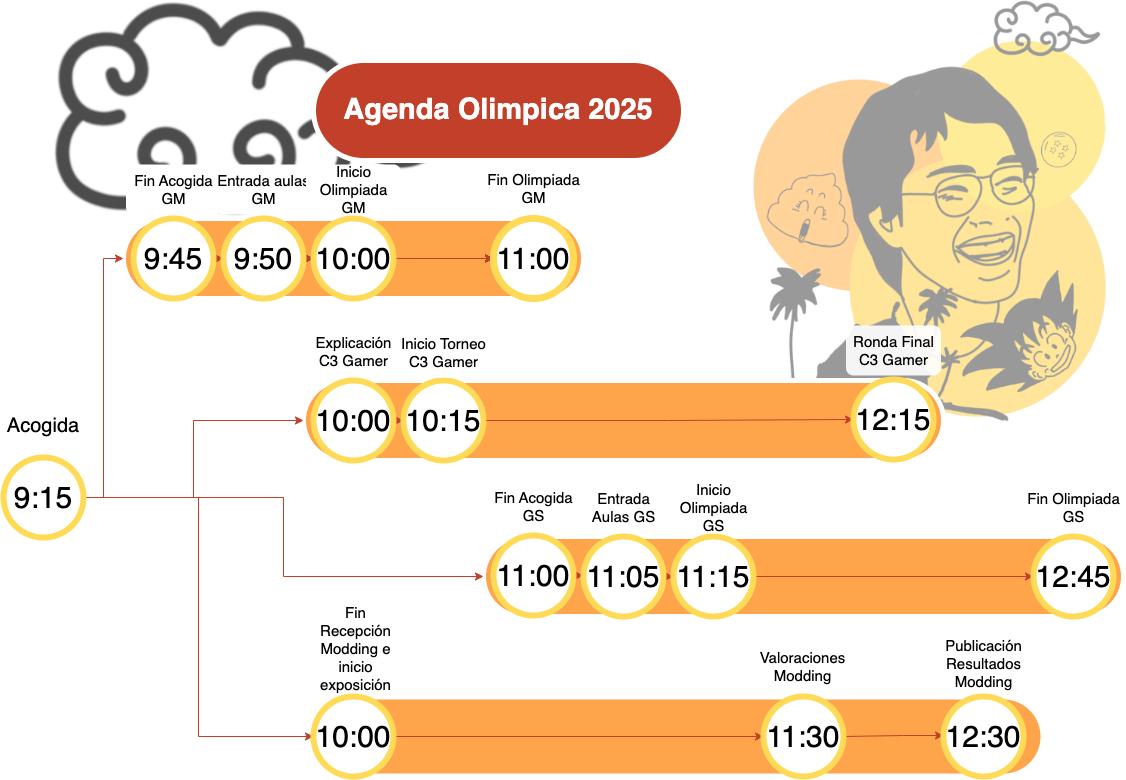 Agenda Olimpica 2025
Fin Acogida
GM
Entrada aulas
GM
Inicio
Olimpiada
GM
Fin Olimpiada
GM
9:45
9:50
10:00
11:00
Explicación
C3 Gamer
Inicio Torneo
C3 Gamer
Ronda Final
C3 Gamer
10:00
10:15
12:15
Acogida
9:15
Fin Acogida
GS
Entrada
Aulas GS
Inicio
Olimpiada
GS
Fin Olimpiada
GS
11:00
11:05
11:15
12:45
Fin
Recepción
Modding e
inicio
exposición
Valoraciones
Modding
Publicación
Resultados
Modding
10:00
11:30
12:30